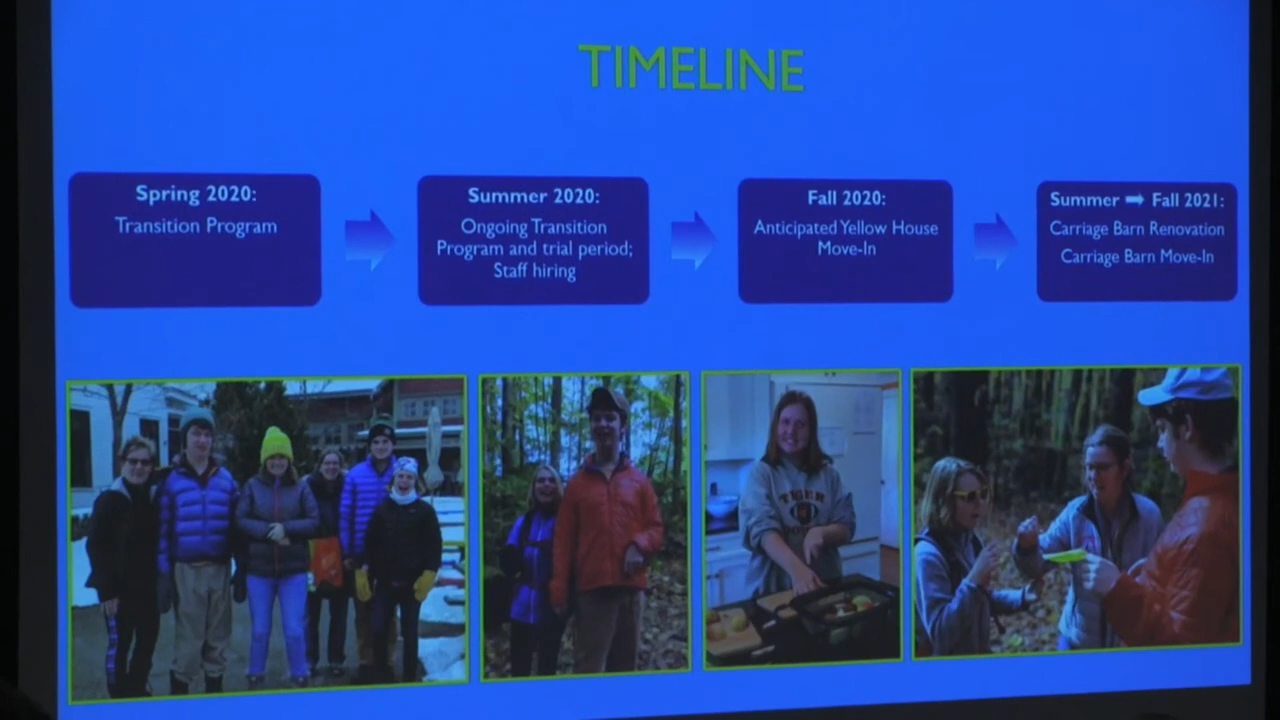 TIMELINE
Spring 2020:
Transition Program
Summer 2020:
Ongoing Transition
Program and trial period;
Staff hiring
Fall 2020:
Anticipated Yellow House
Move-In
Summer ➡ Fall 2021:
Carriage Barn Renovation
Carriage Barn Move-In
TIGER